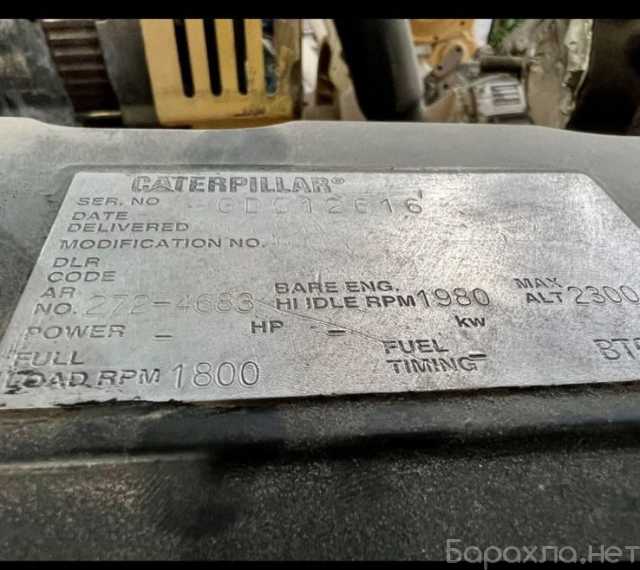 CATERPILLAR®
SER. NO
DATE
DELIVERED
MODIFICATION NO.
DLR
CODE
AR
NO. 272-4683 BARE ENG. HI IDLE RPM 1980 MAX ALT 2300
POWER - HP - kw
FULL
LOAD RPM 1800 FUEL TIMING -
Барахла.нет